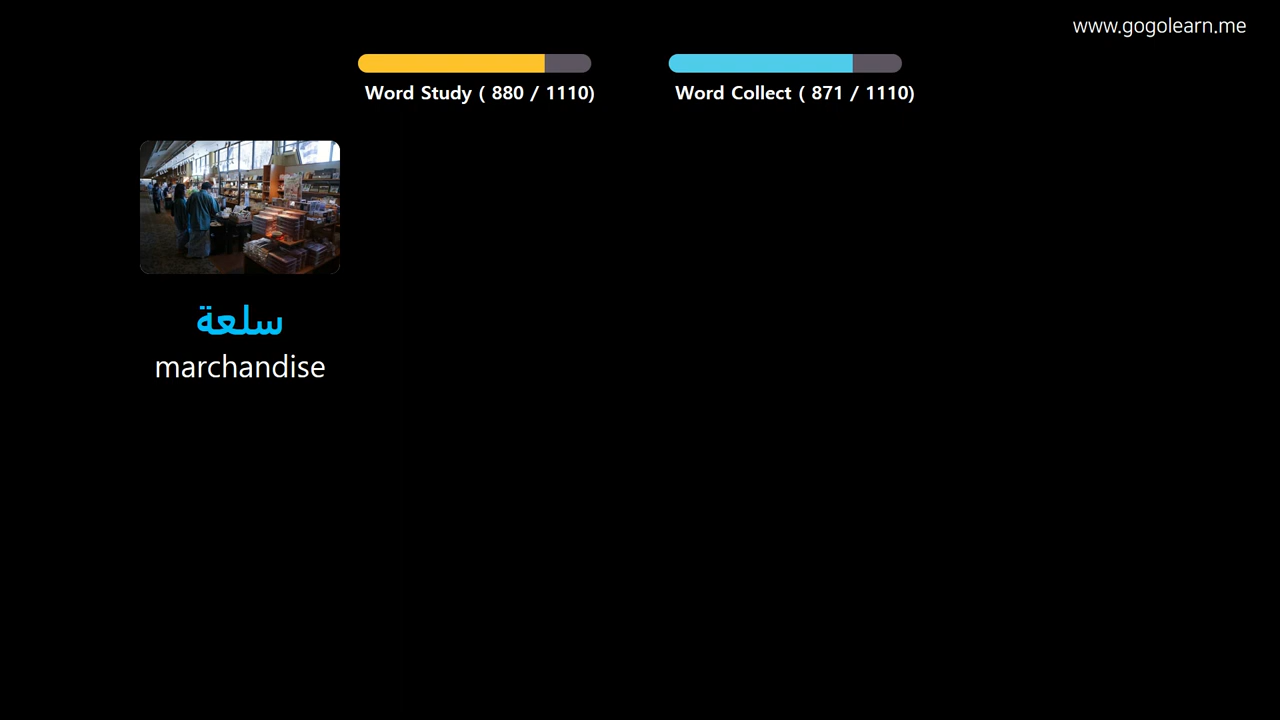 www.gogolearn.me
Word Study ( 880 / 1110)
Word Collect ( 871 / 1110)
سلعة
marchandise